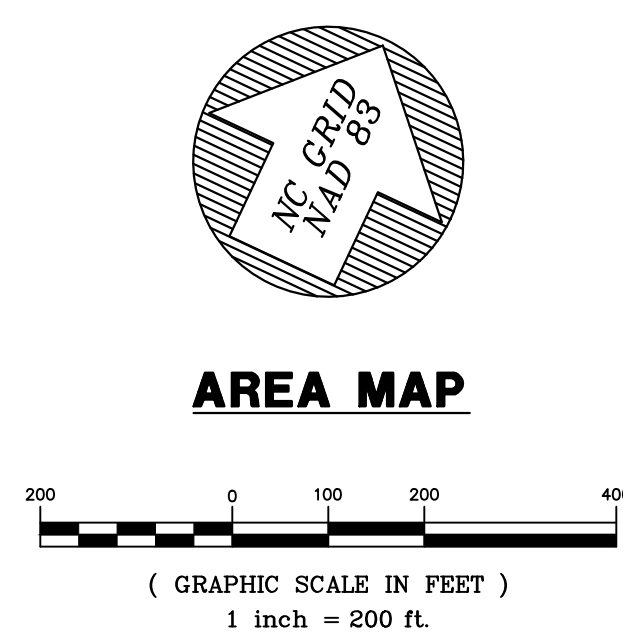 NC GRID
NAD 83
AREA MAP
200 0 100 200 400
( GRAPHIC SCALE IN FEET )
1 inch = 200 ft.